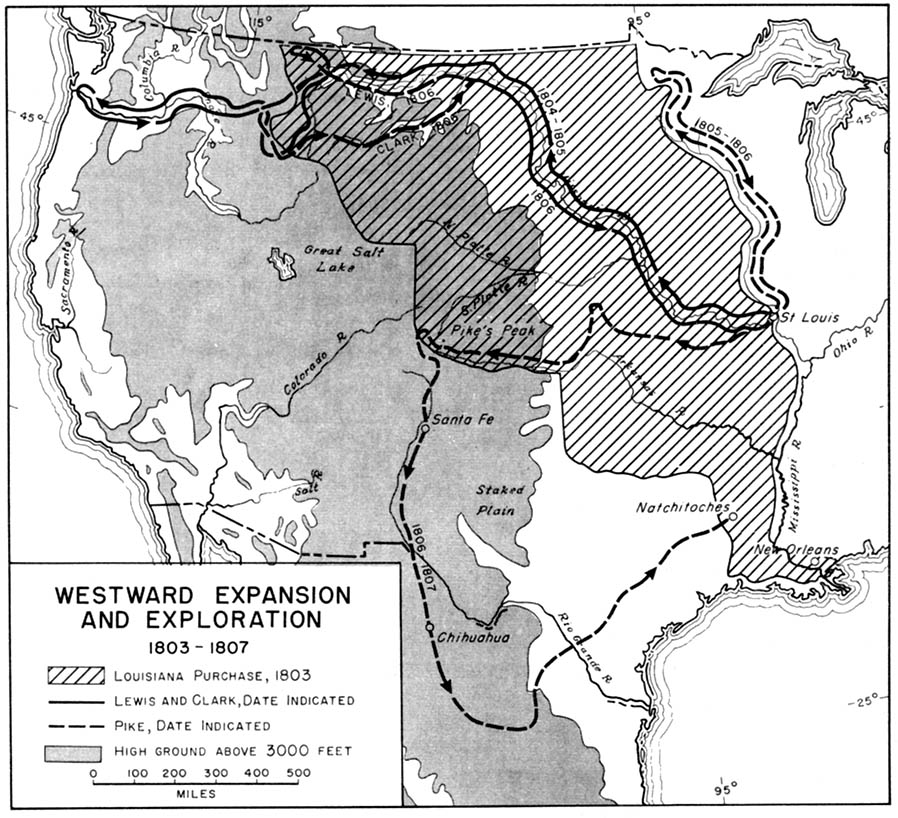 15°
95°
Columbia R
45°
45°
LEWIS, 1806
CLARK 1806
1804-1805
1806
1805-1806
N. Platte R
S. Platte R
Great Salt
Lake
Sacramento R
Pike's Peak
St Louis
Ohio R
Colorado R
Arkansas R
Santa Fe
Mississippi R
Salt R
Staked
Plain
Natchitoches
New Orleans
1806-1807
Rio Grande R
Chihuahua
25°
95°
WESTWARD EXPANSION
AND EXPLORATION
1803-1807
LOUISIANA PURCHASE, 1803
LEWIS AND CLARK, DATE INDICATED
PIKE, DATE INDICATED
HIGH GROUND ABOVE 3000 FEET
0 100 200 300 400 500
MILES